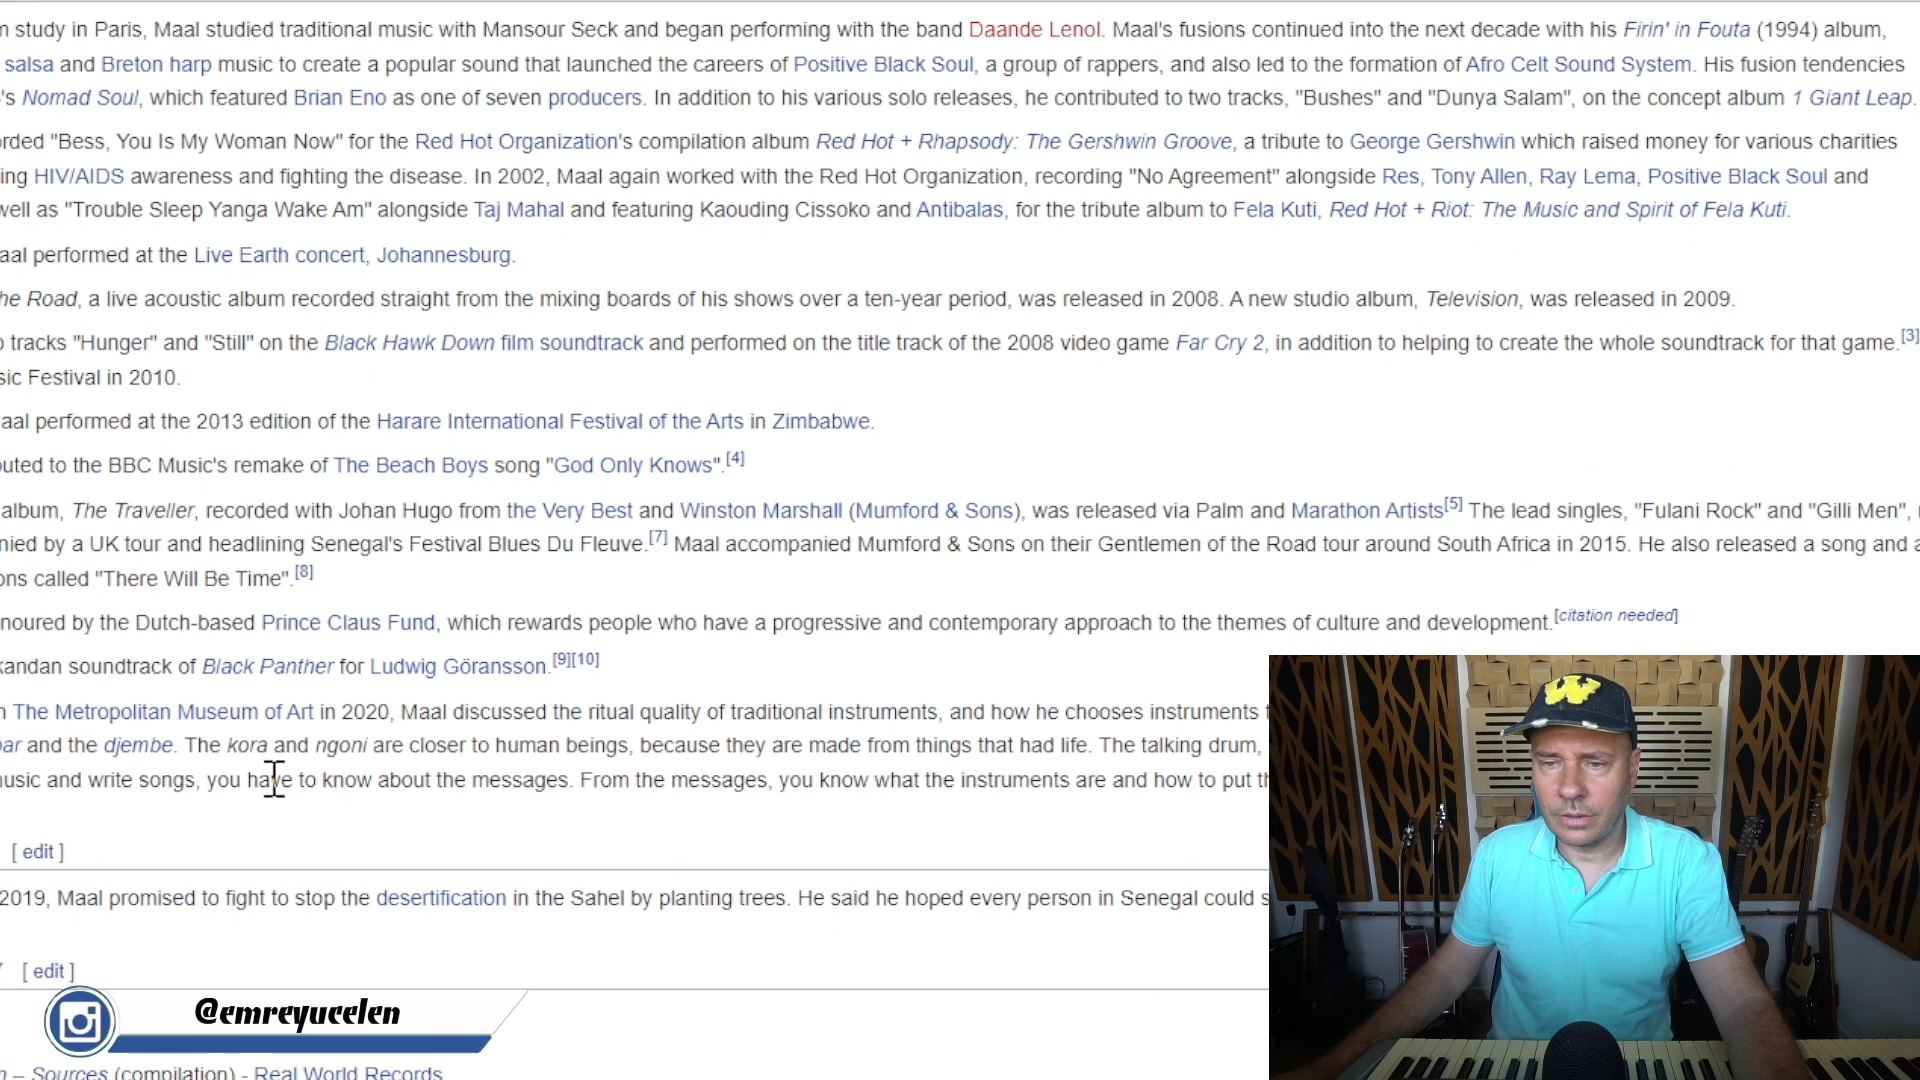 study in Paris, Maal studied traditional music with Mansour Seck and began performing with the band Daande Lenol. Maal's fusions continued into the next decade with his Firin' in Fouta (1994) album,
salsa and Breton harp music to create a popular sound that launched the careers of Positive Black Soul, a group of rappers, and also led to the formation of Afro Celt Sound System. His fusion tendencies
's Nomad Soul, which featured Brian Eno as one of seven producers. In addition to his various solo releases, he contributed to two tracks, "Bushes" and "Dunya Salam", on the concept album 1 Giant Leap.
orded "Bess, You Is My Woman Now" for the Red Hot Organization's compilation album Red Hot + Rhapsody: The Gershwin Groove, a tribute to George Gershwin which raised money for various charities
ing HIV/AIDS awareness and fighting the disease. In 2002, Maal again worked with the Red Hot Organization, recording "No Agreement" alongside Res, Tony Allen, Ray Lema, Positive Black Soul and
well as "Trouble Sleep Yanga Wake Am" alongside Taj Mahal and featuring Kaouding Cissoko and Antibalas, for the tribute album to Fela Kuti, Red Hot + Riot: The Music and Spirit of Fela Kuti.
aal performed at the Live Earth concert, Johannesburg.
he Road, a live acoustic album recorded straight from the mixing boards of his shows over a ten-year period, was released in 2008. A new studio album, Television, was released in 2009.
o tracks "Hunger" and "Still" on the Black Hawk Down film soundtrack and performed on the title track of the 2008 video game Far Cry 2, in addition to helping to create the whole soundtrack for that game.[3]
sic Festival in 2010.
aal performed at the 2013 edition of the Harare International Festival of the Arts in Zimbabwe.
outed to the BBC Music's remake of The Beach Boys song "God Only Knows".[4]
album, The Traveller, recorded with Johan Hugo from the Very Best and Winston Marshall (Mumford & Sons), was released via Palm and Marathon Artists[5] The lead singles, "Fulani Rock" and "Gilli Men",
nied by a UK tour and headlining Senegal's Festival Blues Du Fleuve.[7] Maal accompanied Mumford & Sons on their Gentlemen of the Road tour around South Africa in 2015. He also released a song and a
ons called "There Will Be Time".[8]
noured by the Dutch-based Prince Claus Fund, which rewards people who have a progressive and contemporary approach to the themes of culture and development.[citation needed]
kandan soundtrack of Black Panther for Ludwig Göransson.[9][10]
n The Metropolitan Museum of Art in 2020, Maal discussed the ritual quality of traditional instruments, and how he chooses instruments
bar and the djembe. The kora and ngoni are closer to human beings, because they are made from things that had life. The talking drum,
music and write songs, you have to know about the messages. From the messages, you know what the instruments are and how to put th
[ edit ]
2019, Maal promised to fight to stop the desertification in the Sahel by planting trees. He said he hoped every person in Senegal could s
[ edit ]
@emreyucelen
n – Sources (compilation) - Real World Records
W